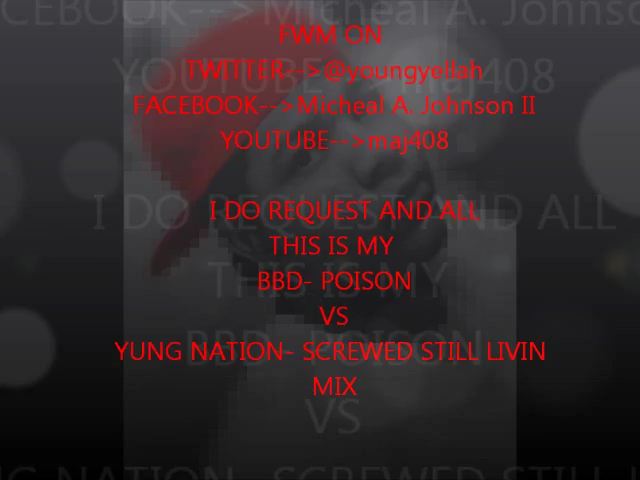 FWM ON
TWITTER-->@youngyellah
FACEBOOK-->Micheal A. Johnson II
YOUTUBE-->maj408
I DO REQUEST AND ALL
THIS IS MY
BBD- POISON
VS
YUNG NATION- SCREWED STILL LIVIN
MIX